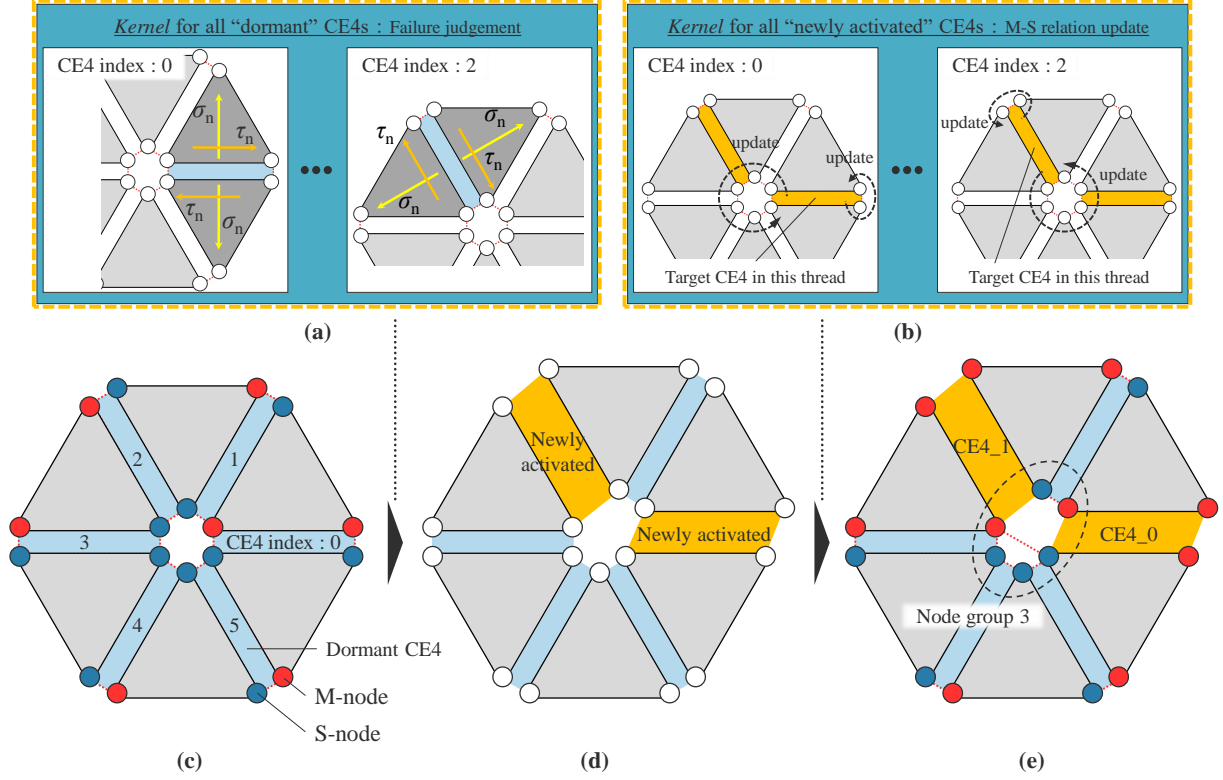 Kernel for all “dormant” CE4s : Failure judgement
CE4 index : 0
σn
τn
τn
σn
•••
CE4 index : 2
τn
σn
τn
σn
(a)
Kernel for all “newly activated” CE4s : M-S relation update
CE4 index : 0
update
update
Target CE4 in this thread
•••
CE4 index : 2
update
update
Target CE4 in this thread
(b)
2
1
3
CE4 index : 0
4
5
Dormant CE4
M-node
S-node
(c)
Newly
activated
Newly activated
(d)
CE4_1
CE4_0
Node group 3
(e)